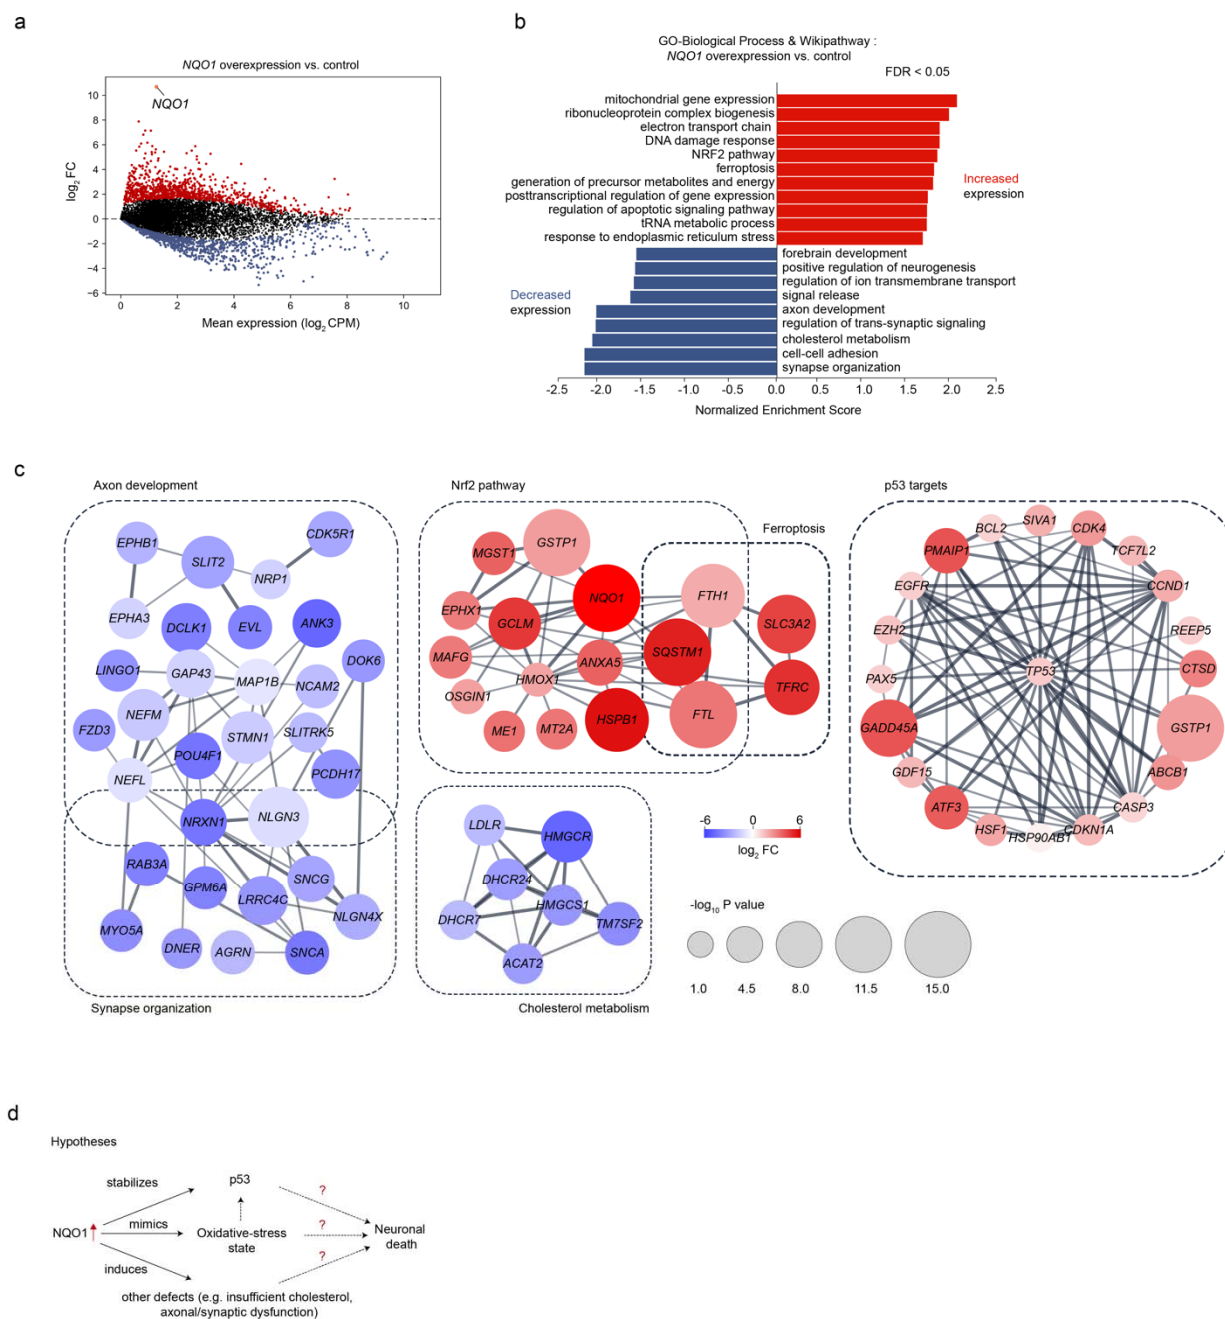 a
NQO1 overexpression vs. control
NQO1
10
8
6
4
2
0
−2
−4
−6
log2 FC
0
2
4
6
8
10
Mean expression (log2 CPM)
b
GO-Biological Process & Wikipathway :
NQO1 overexpression vs. control
FDR < 0.05
mitochondrial gene expression
ribonucleoprotein complex biogenesis
electron transport chain
DNA damage response
NRF2 pathway
ferroptosis
generation of precursor metabolites and energy
posttranscriptional regulation of gene expression
regulation of apoptotic signaling pathway
tRNA metabolic process
response to endoplasmic reticulum stress
Increased
expression
forebrain development
positive regulation of neurogenesis
regulation of ion transmembrane transport
signal release
axon development
regulation of trans-synaptic signaling
cholesterol metabolism
cell-cell adhesion
synapse organization
Decreased
expression
-2.5 -2.0 -1.5 -1.0 -0.5 0.0 0.5 1.0 1.5 2.0 2.5
Normalized Enrichment Score
c
Axon development
EPHB1
CDK5R1
SLIT2
NRP1
EPHA3
DCLK1
EVL
ANK3
LINGO1
GAP43
MAP1B
NCAM2
DOK6
NEFM
FZD3
STMN1
SLITRK5
POU4F1
NEFL
PCDH17
NRXN1
NLGN3
RAB3A
GPM6A
LRRC4C
SNCG
NLGN4X
MYO5A
DNER
AGRN
SNCA
Synapse organization
Nrf2 pathway
MGST1
GSTP1
EPHX1
GCLM
NQO1
MAFG
HMOX1
ANXA5
OSGIN1
ME1
MT2A
HSPB1
Ferroptosis
FTH1
SLC3A2
SQSTM1
TFRC
FTL
LDLR
HMGCR
DHCR24
HMGCS1
DHCR7
TM7SF2
ACAT2
Cholesterol metabolism
p53 targets
BCL2
SIVA1
CDK4
PMAIP1
TCF7L2
EGFR
CCND1
EZH2
REEP5
PAX5
TP53
CTSD
GADD45A
GSTP1
GDF15
ABCB1
ATF3
CASP3
HSF1
HSP90AB1
CDKN1A
-6 0 6
log2 FC
-log10 P value
1.0 4.5 8.0 11.5 15.0
d
Hypotheses
stabilizes
p53
?
NQO1
mimics
Oxidative-stress
state
?
Neuronal
death
induces
?
other defects (e.g. insufficient cholesterol,
axonal/synaptic dysfunction)